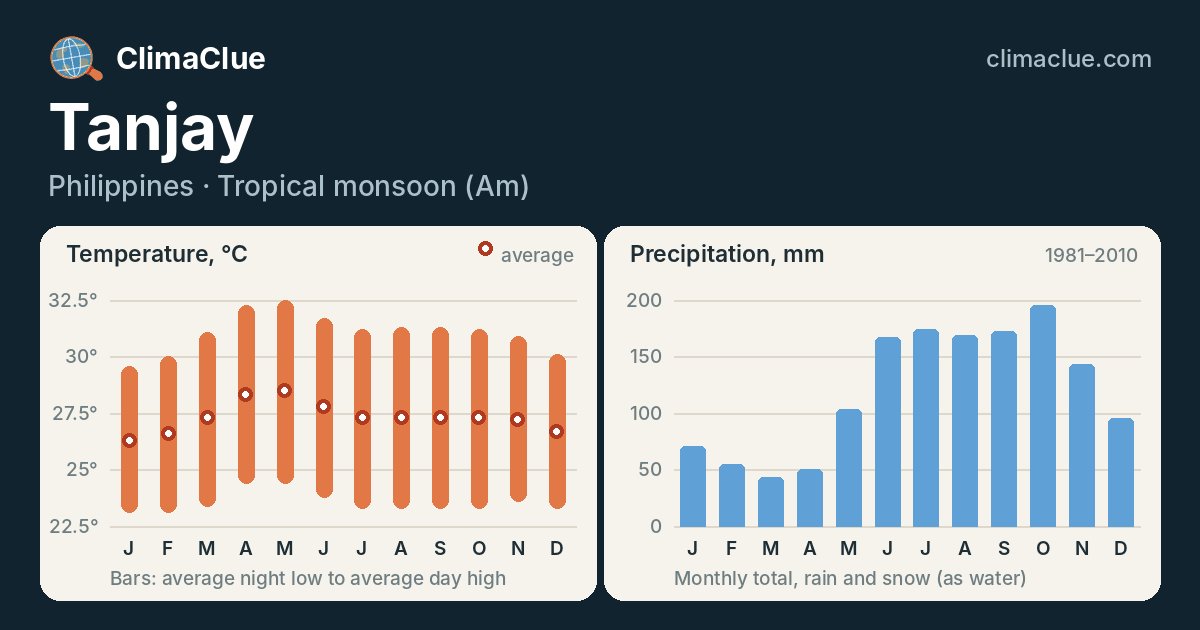 ClimaClue
climaclue.com
Tanjay
Philippines · Tropical monsoon (Am)
Temperature, °C
average
32.5°
30°
27.5°
25°
22.5°
J F M A M J J A S O N D
Bars: average night low to average day high
Precipitation, mm
1981–2010
200
150
100
50
0
J F M A M J J A S O N D
Monthly total, rain and snow (as water)